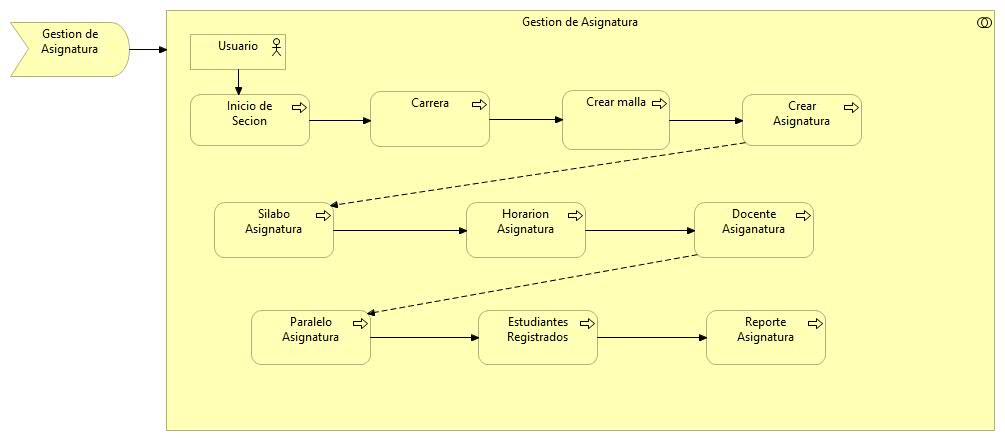 Gestion de Asignatura
Gestion de
Asignatura
Usuario
Inicio de
Secion
Carrera
Crear malla
Crear
Asignatura
Silabo
Asignatura
Horarion
Asignatura
Docente
Asiganatura
Paralelo
Asignatura
Estudiantes
Registrados
Reporte
Asignatura